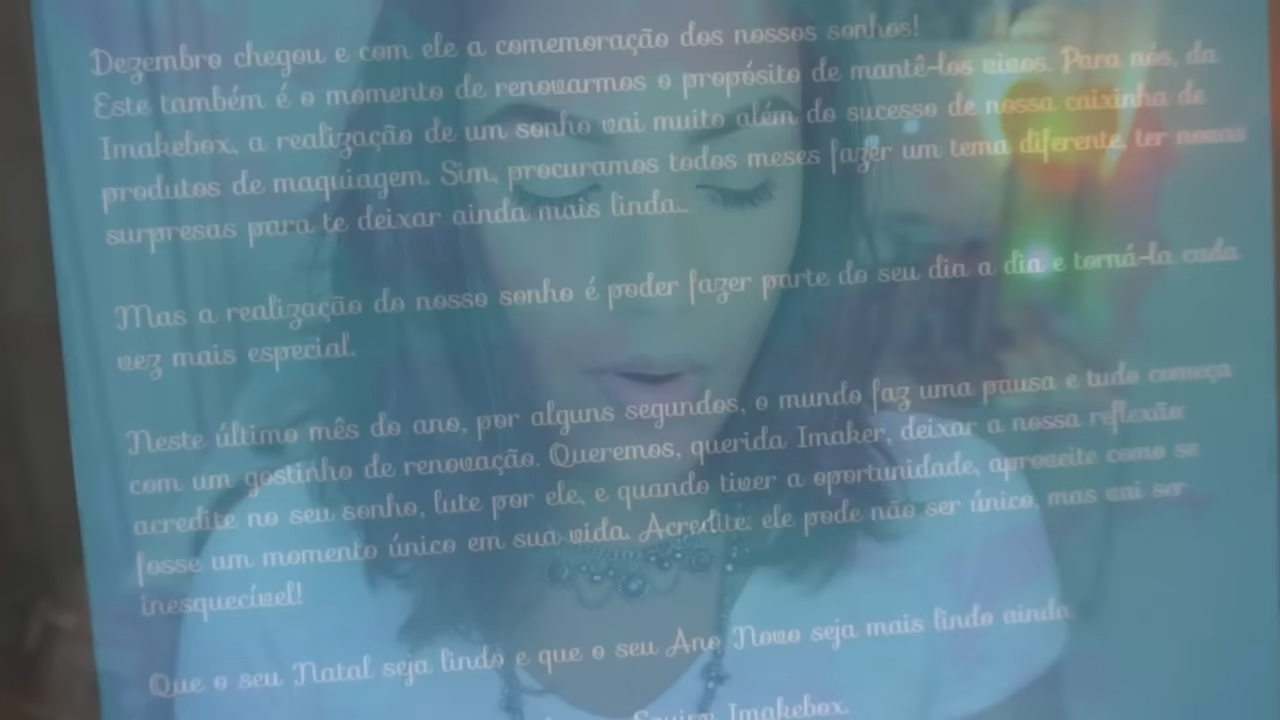 Dezembro chegou e com ele a comemoração dos nossos sonhos!
Este também é o momento de renovarmos o propósito de mantê-los vivos. Para nós, da
Imakebox, a realização de um sonho vai muito além do sucesso de nossa caixinha de
produtos de maquiagem. Sim, procuramos todos meses fazer um tema diferente, ter novas
surpresas para te deixar ainda mais linda...
Mas a realização do nosso sonho é poder fazer parte do seu dia a dia e torná-la cada
vez mais especial.
Neste último mês do ano, por alguns segundos, o mundo faz uma pausa e tudo começa
com um gostinho de renovação. Queremos, querida Imaker, deixar a nossa reflexão:
acredite no seu sonho, lute por ele, e quando tiver a oportunidade, aproveite como se
fosse um momento único em sua vida. Acredite: ele pode não ser único, mas vai ser
inesquecível!
Que o seu Natal seja lindo e que o seu Ano Novo seja mais lindo ainda.
Imakebox.